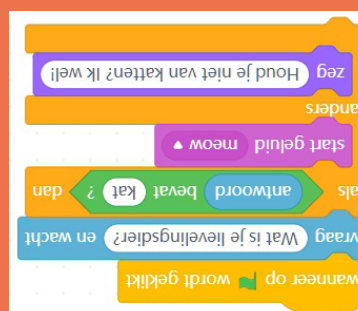 wanneer op wordt geklikt
vraag Wat is je lievelingsdier? en wacht
als antwoord bevat kat ? dan
start geluid meow
anders
zeg Houd je niet van katten? Ik wel!